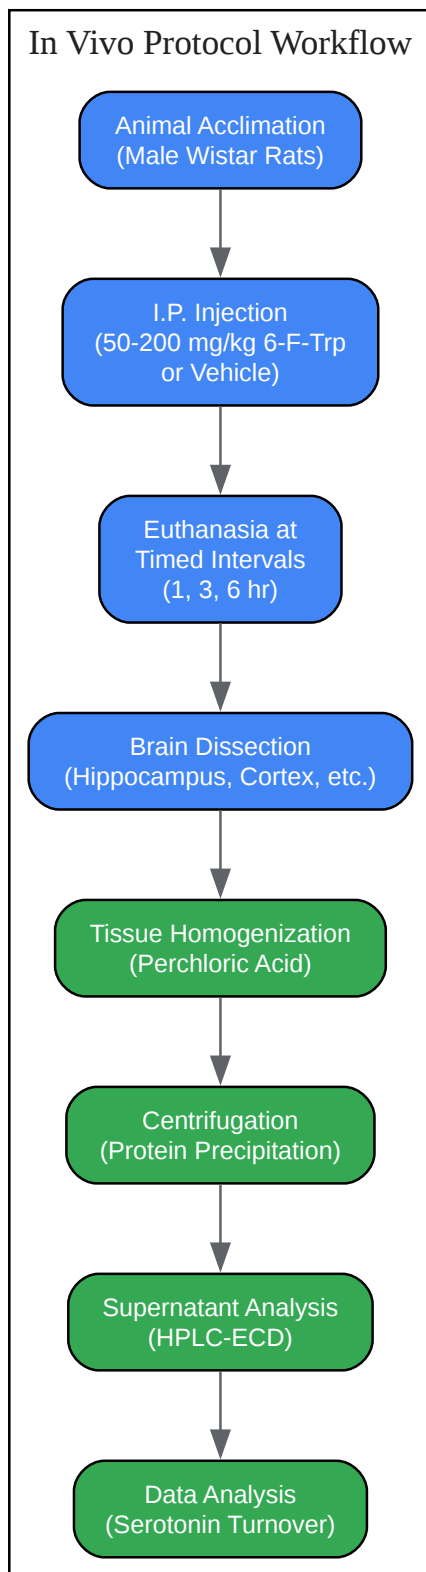 In Vivo Protocol Workflow
Animal Acclimation
(Male Wistar Rats)
I.P. Injection
(50-200 mg/kg 6-F-Trp
or Vehicle)
Euthanasia at
Timed Intervals
(1, 3, 6 hr)
Brain Dissection
(Hippocampus, Cortex, etc.)
Tissue Homogenization
(Perchloric Acid)
Centrifugation
(Protein Precipitation)
Supernatant Analysis
(HPLC-ECD)
Data Analysis
(Serotonin Turnover)